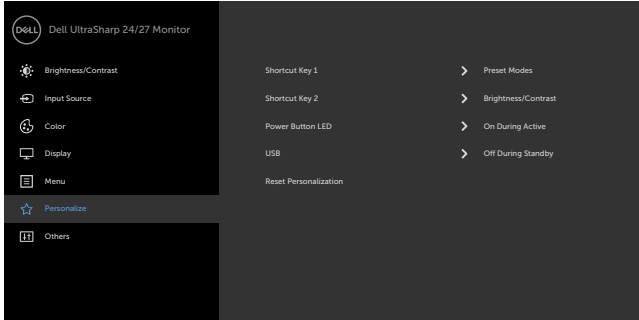 DELL
Dell UltraSharp 24/27 Monitor
Brightness/Contrast
Input Source
Color
Display
Menu
Personalize
Others
Shortcut Key 1
Preset Modes
Shortcut Key 2
Brightness/Contrast
Power Button LED
On During Active
USB
Off During Standby
Reset Personalization